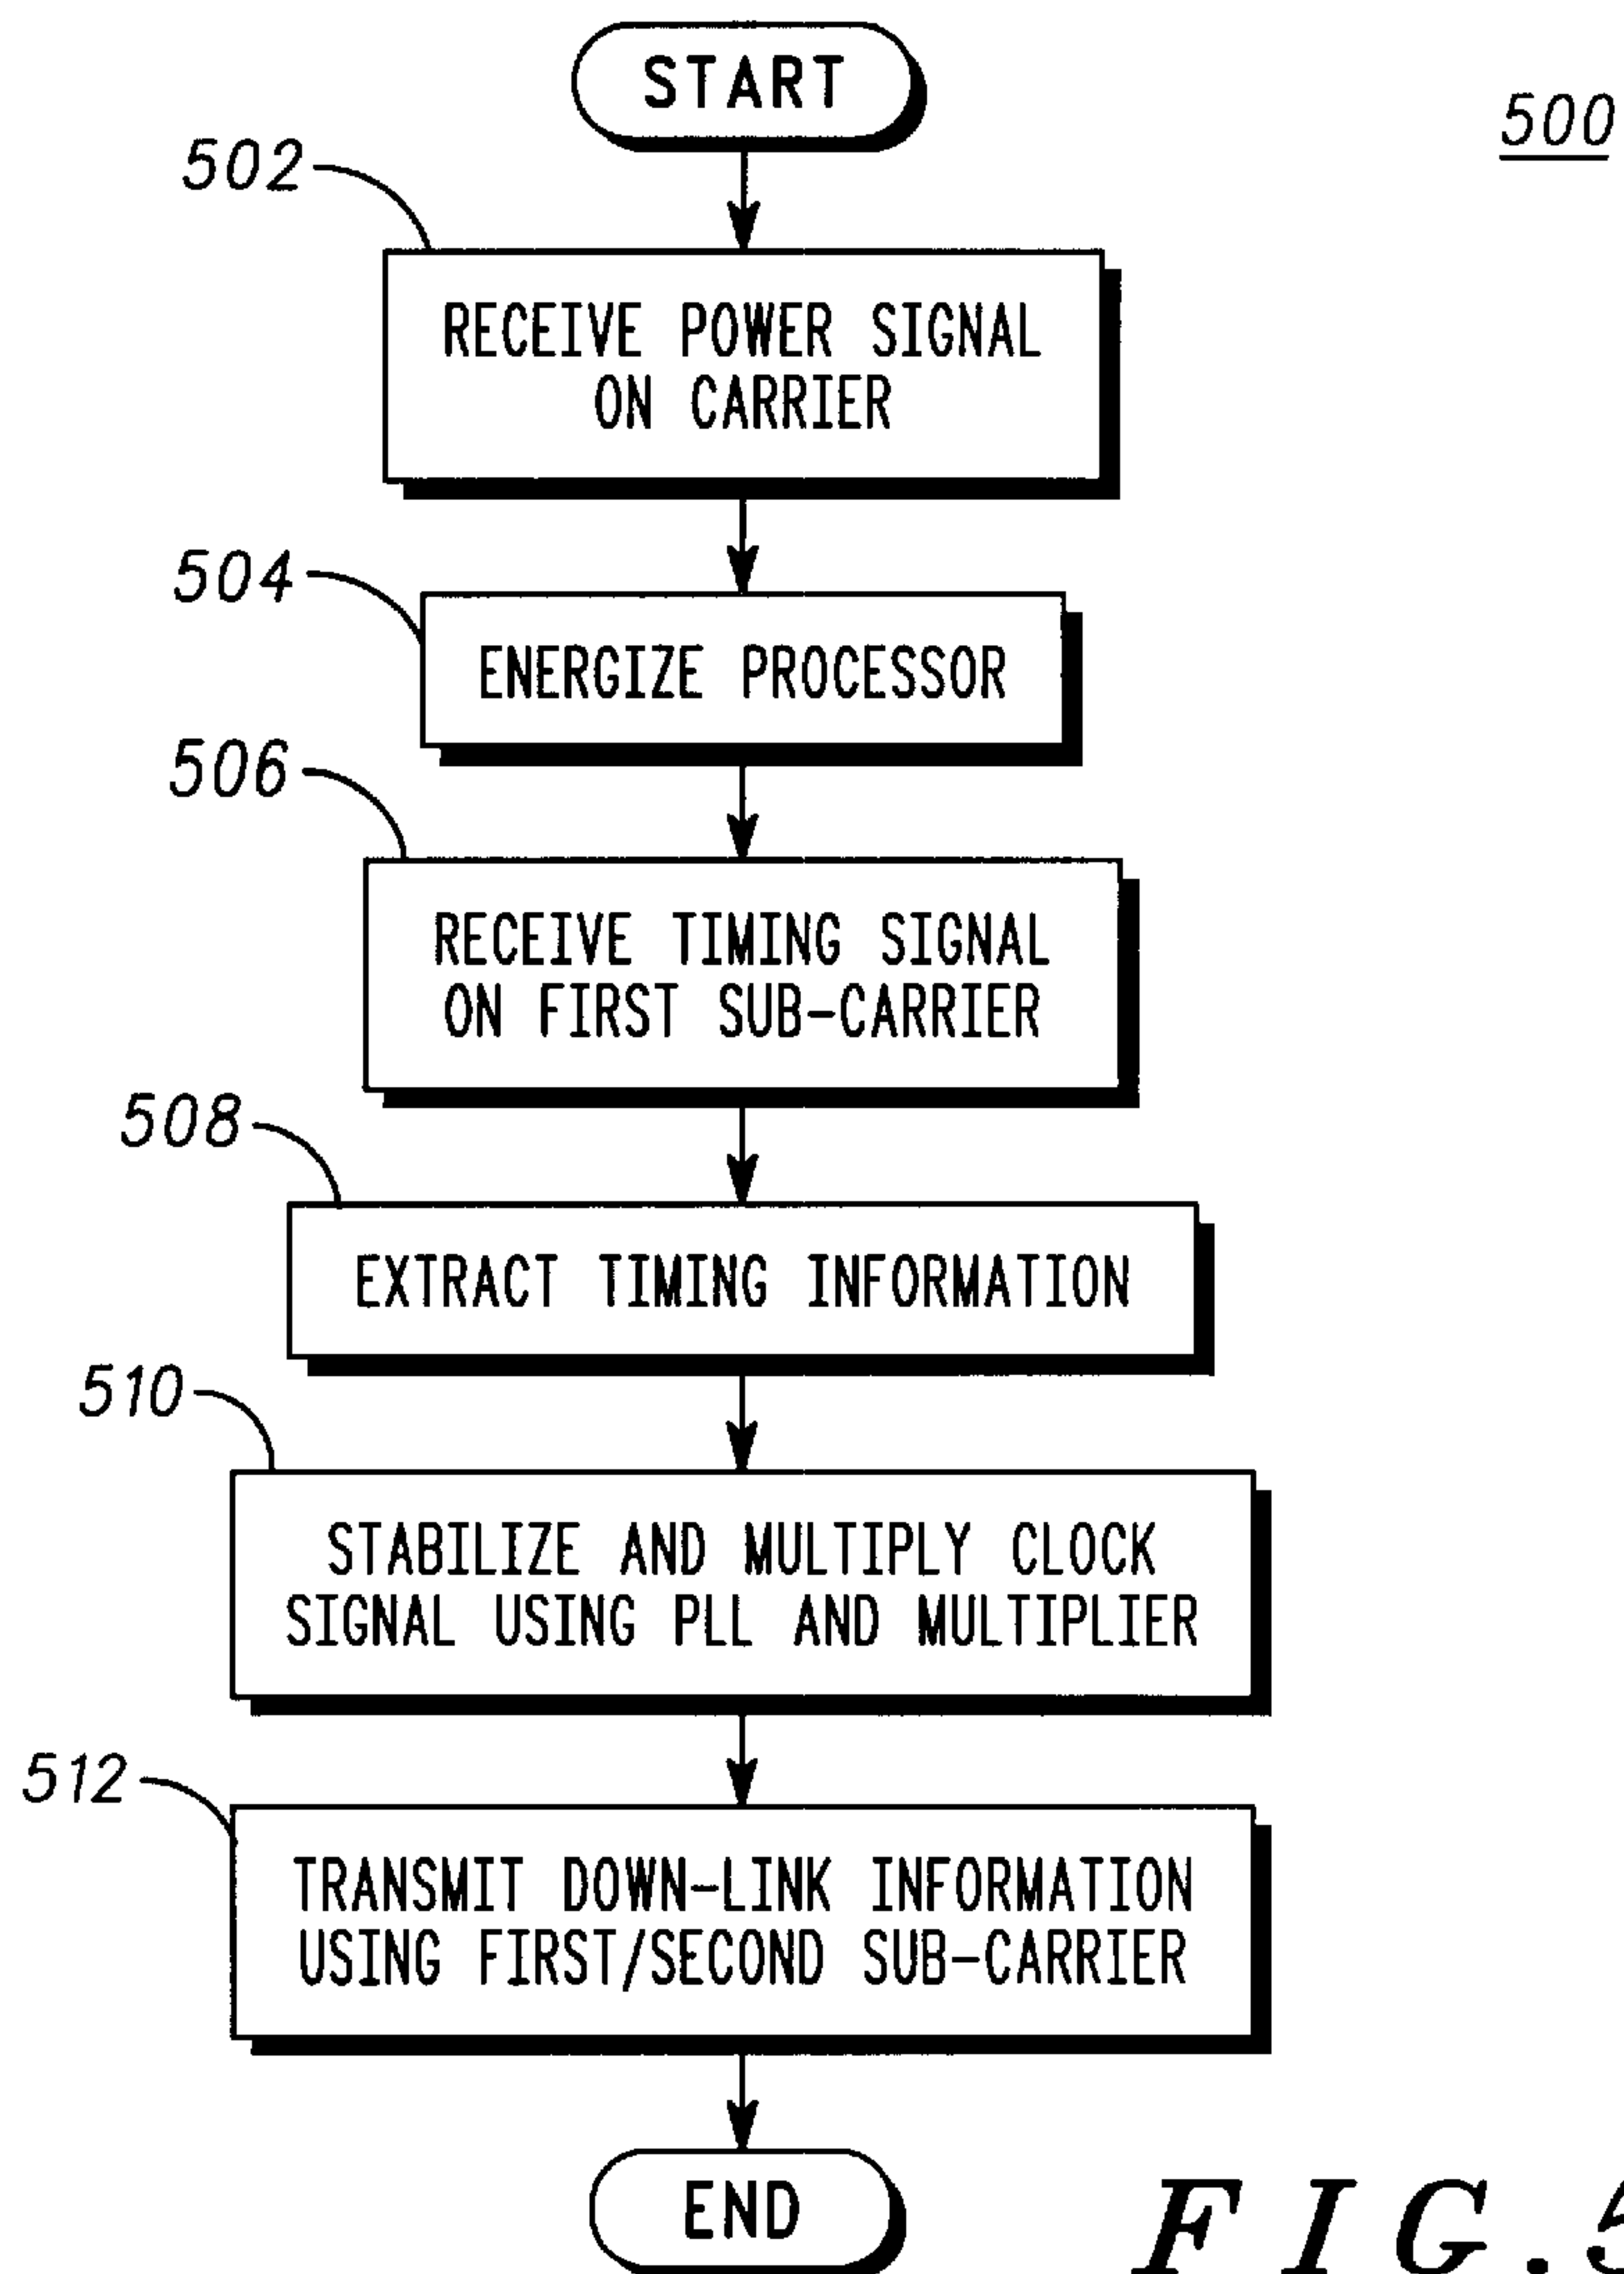 START
500
502
RECEIVE POWER SIGNAL
ON CARRIER
504
ENERGIZE PROCESSOR
506
RECEIVE TIMING SIGNAL
ON FIRST SUB-CARRIER
508
EXTRACT TIMING INFORMATION
510
STABILIZE AND MULTIPLY CLOCK
SIGNAL USING PLL AND MULTIPLIER
512
TRANSMIT DOWN-LINK INFORMATION
USING FIRST/SECOND SUB-CARRIER
END
FIG.5